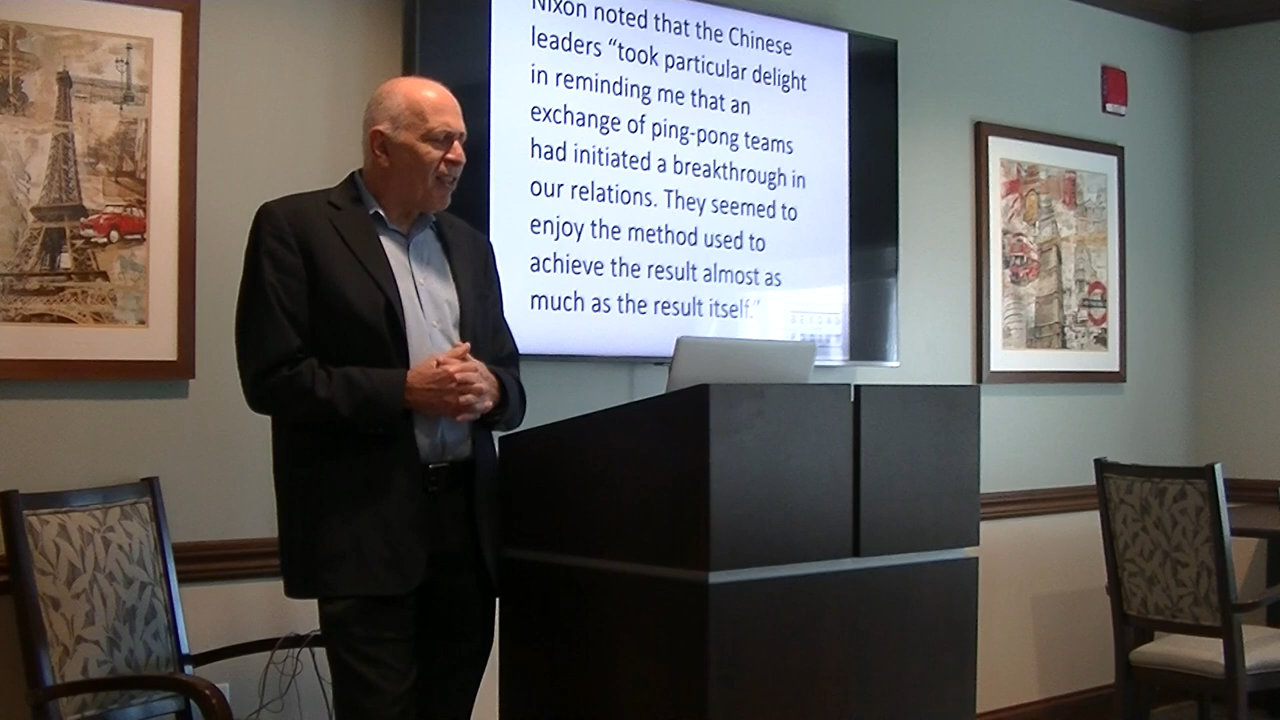 Nixon noted that the Chinese
leaders “took particular delight
in reminding me that an
exchange of ping-pong teams
had initiated a breakthrough in
our relations. They seemed to
enjoy the method used to
achieve the result almost as
much as the result itself.”